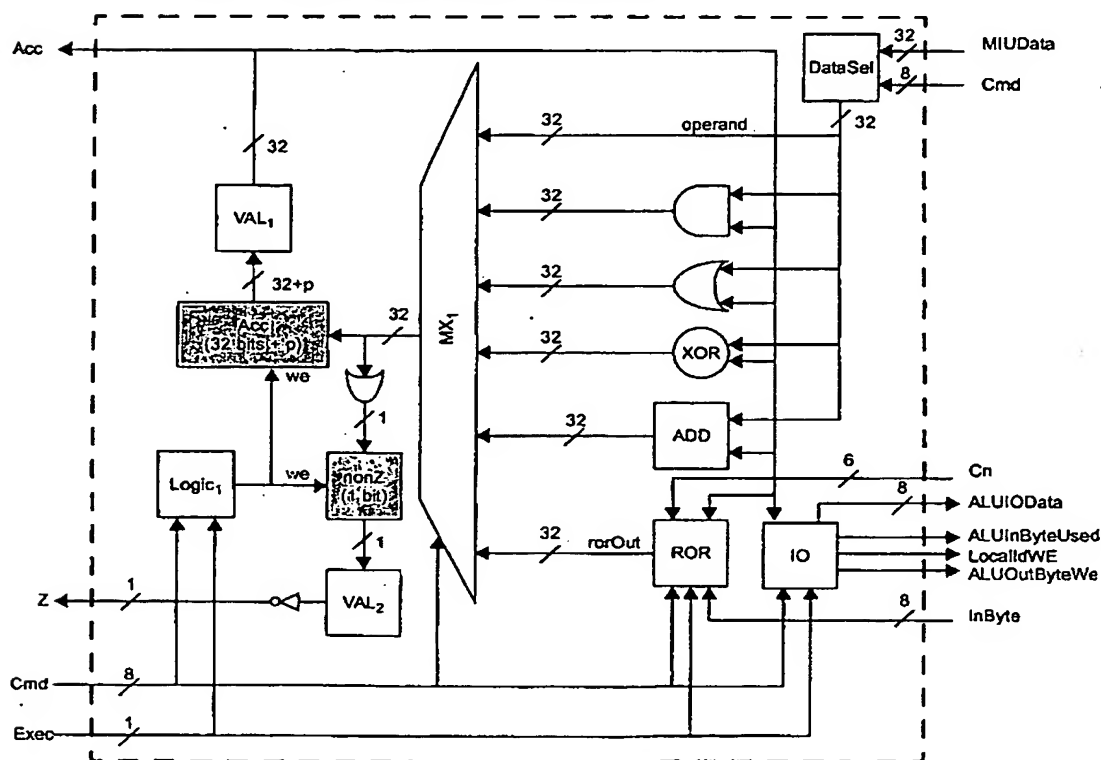 Acc
32
MIUData
DataSel
8
Cmd
32
32
operand
32
VAL1
32
32+p
32
Acc
(32 bits + p)
32
MX1
32
XOR
we
1
32
ADD
Logic1
we
nonZ
(1 bit)
6
Cn
8
ALUIOData
1
32
rorOut
ROR
IO
ALUInByteUsed
LocalIdWE
ALUOutByteWe
Z
1
VAL2
8
InByte
Cmd
8
Exec
1